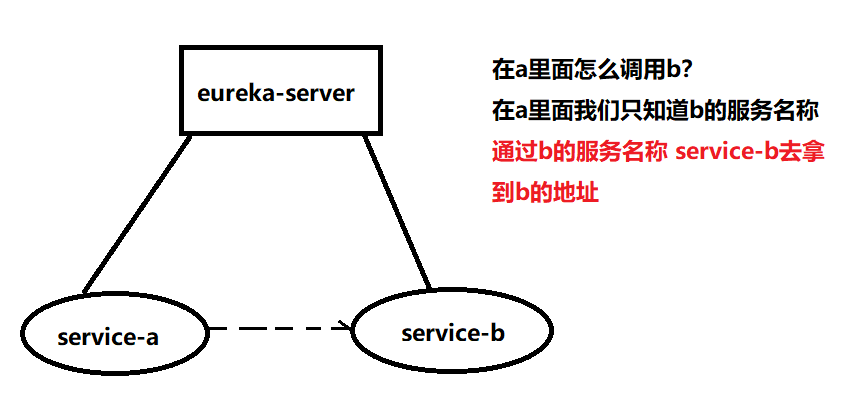 eureka-server
在a里面怎么调用b?
在a里面我们只知道b的服务名称
通过b的服务名称 service-b去拿
到b的地址
service-a
service-b